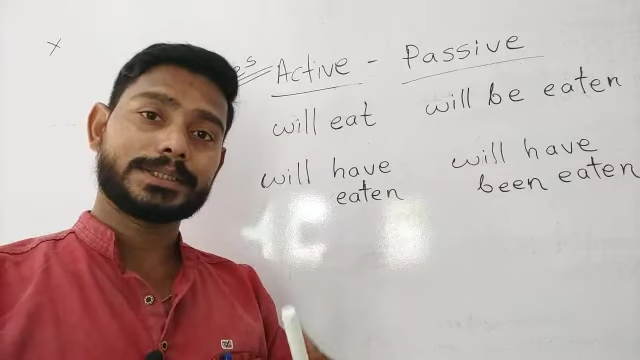 Active - Passive
will eat will be eaten
will have will have
eaten been eaten